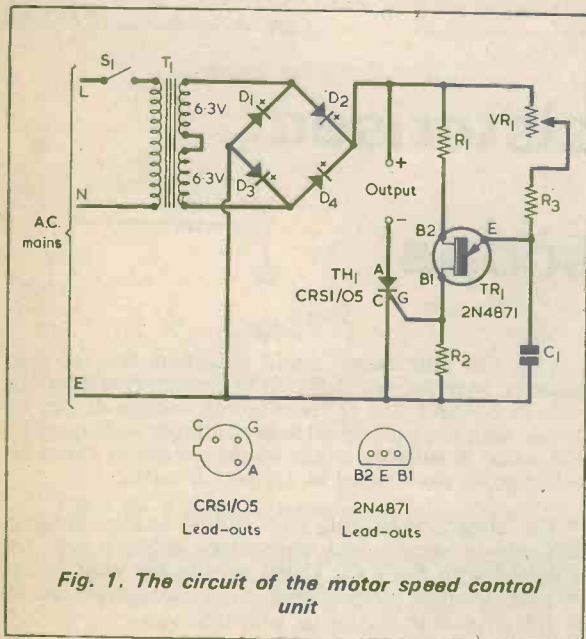 S1
T1
L
6·3V
D1
D2
R1
VR1
+
Output
−
6·3V
D3
D4
R3
N
A.C.
mains
B2
E
TH1
CRS1/O5
A
C
G
B1
TR1
2N4871
R2
C1
E
C
G
A
B2 E B1
CRS1/O5
Lead-outs
2N4871
Lead-outs
Fig. 1. The circuit of the motor speed control
unit